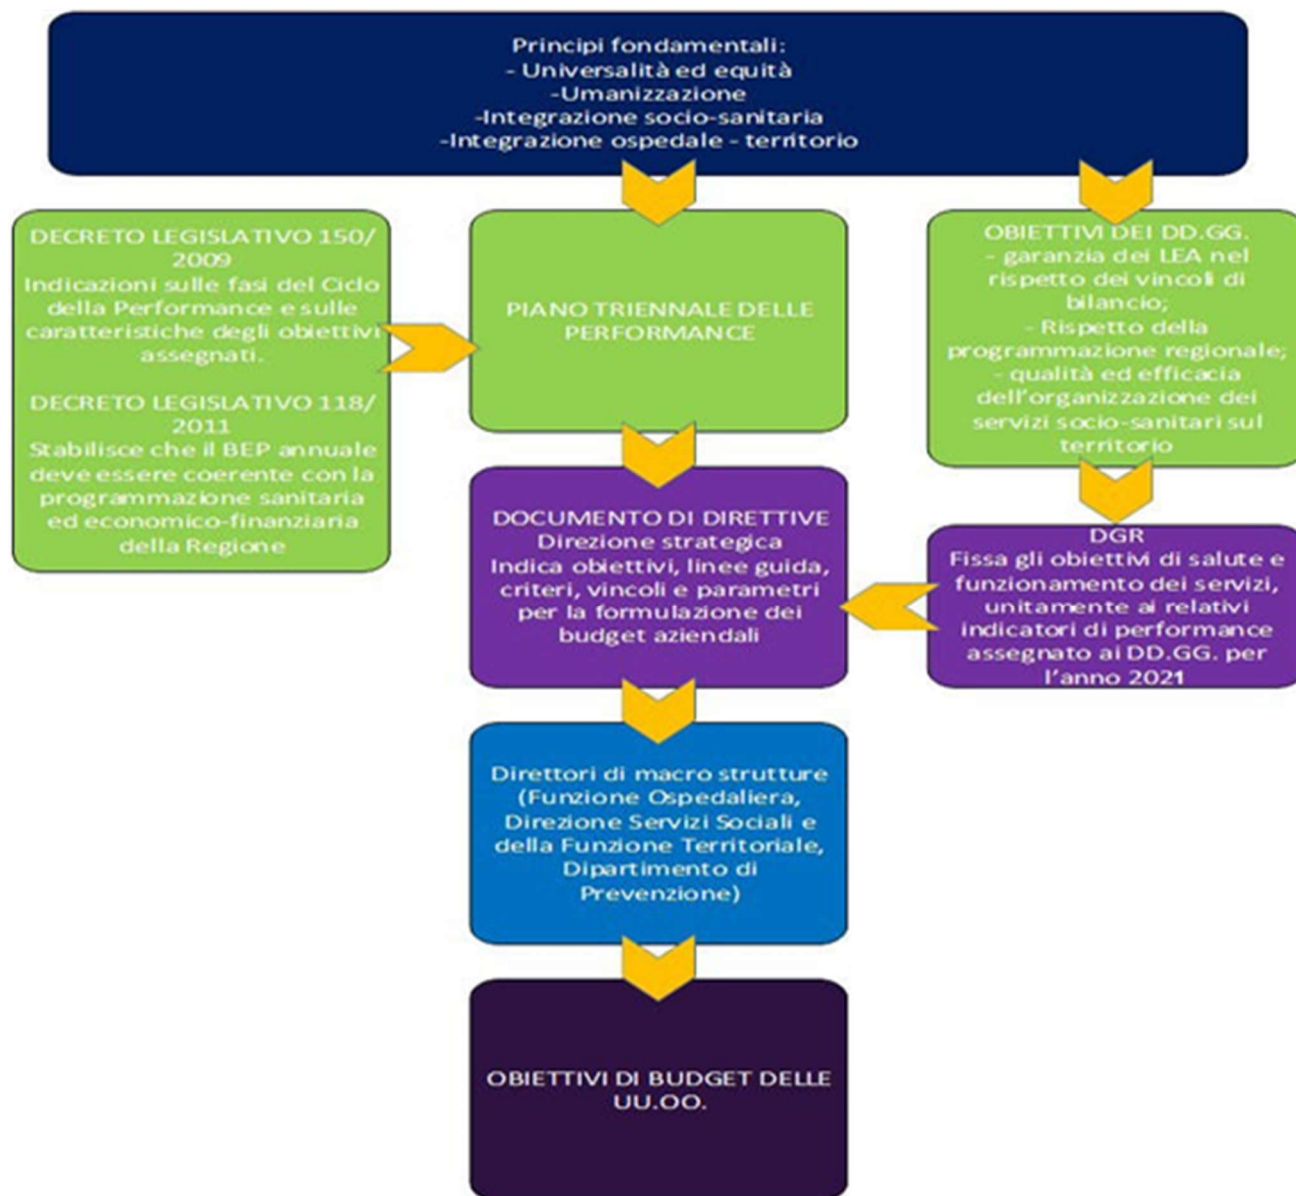 Principi fondamentali:
- Universalità ed equità
-Umanizzazione
-Integrazione socio-sanitaria
-Integrazione ospedale - territorio
DECRETO LEGISLATIVO 150/
2009
Indicazioni sulle fasi del Ciclo
della Performance e sulle
caratteristiche degli obiettivi
assegnati.
DECRETO LEGISLATIVO 118/
2011
Stabilisce che il BEP annuale
deve essere coerente con la
programmazione sanitaria
ed economico-finanziaria
della Regione
PIANO TRIENNALE DELLE
PERFORMANCE
OBIETTIVI DEI DD.GG.
- garanzia dei LEA nel
rispetto dei vincoli di
bilancio;
- Rispetto della
programmazione regionale;
- qualità ed efficacia
dell'organizzazione dei
servizi socio-sanitari sul
territorio
DOCUMENTO DI DIRETTIVE
Direzione strategica
Indica obiettivi, linee guida,
criteri, vincoli e parametri
per la formulazione dei
budget aziendali
DGR
Fissa gli obiettivi di salute e
funzionamento dei servizi,
unitamente ai relativi
indicatori di performance
assegnato ai DD.GG. per
l'anno 2021
Direttori di macro strutture
(Funzione Ospedaliera,
Direzione Servizi Sociali e
della Funzione Territoriale,
Dipartimento di
Prevenzione)
OBIETTIVI DI BUDGET DELLE
UU.OO.